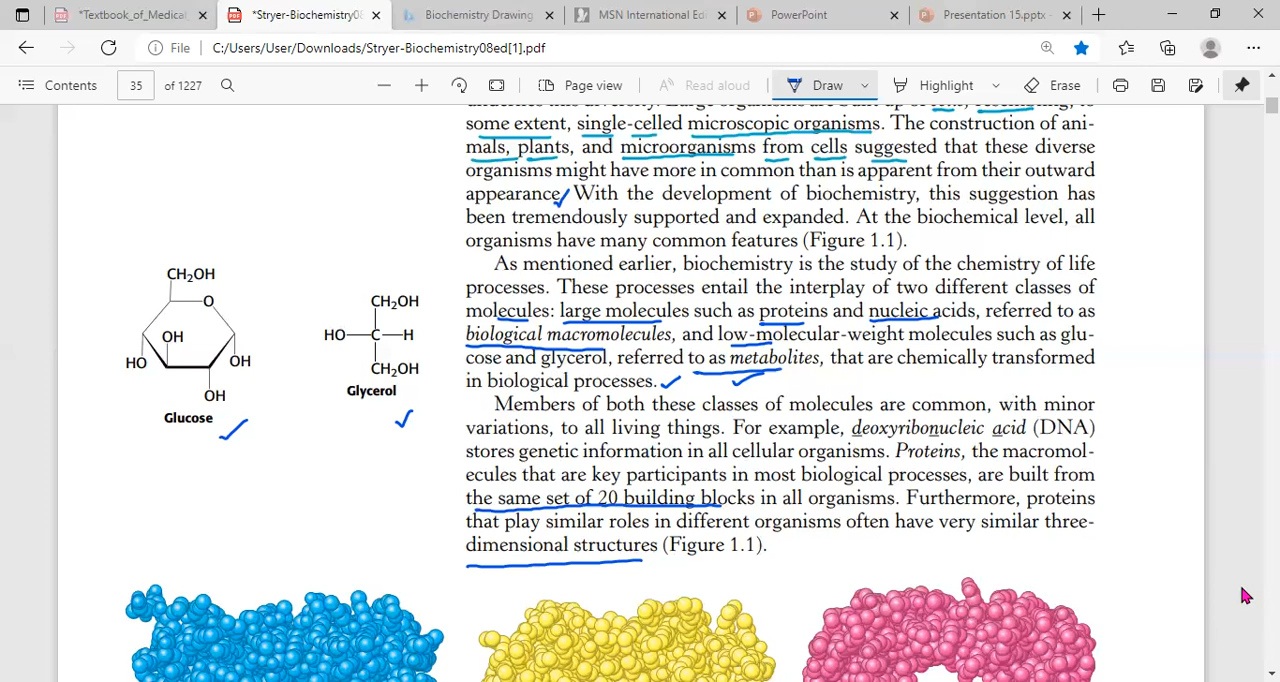 *Textbook_of_Medical_
*Stryer-Biochemistry08
Biochemistry Drawing
MSN International Edi
PowerPoint
Presentation 15.pptx -
File
C:/Users/User/Downloads/Stryer-Biochemistry08ed[1].pdf
Contents
35
of 1227
Page view
Read aloud
Draw
Highlight
Erase
some extent, single-celled microscopic organisms. The construction of ani-
mals, plants, and microorganisms from cells suggested that these diverse
organisms might have more in common than is apparent from their outward
appearance. With the development of biochemistry, this suggestion has
been tremendously supported and expanded. At the biochemical level, all
organisms have many common features (Figure 1.1).
As mentioned earlier, biochemistry is the study of the chemistry of life
processes. These processes entail the interplay of two different classes of
molecules: large molecules such as proteins and nucleic acids, referred to as
biological macromolecules, and low-molecular-weight molecules such as glu-
cose and glycerol, referred to as metabolites, that are chemically transformed
in biological processes.
Members of both these classes of molecules are common, with minor
variations, to all living things. For example, deoxyribonucleic acid (DNA)
stores genetic information in all cellular organisms. Proteins, the macromol-
ecules that are key participants in most biological processes, are built from
the same set of 20 building blocks in all organisms. Furthermore, proteins
that play similar roles in different organisms often have very similar three-
dimensional structures (Figure 1.1).
CH₂OH
O
OH
HO
OH
OH
Glucose
CH₂OH
HO
C
H
CH₂OH
Glycerol